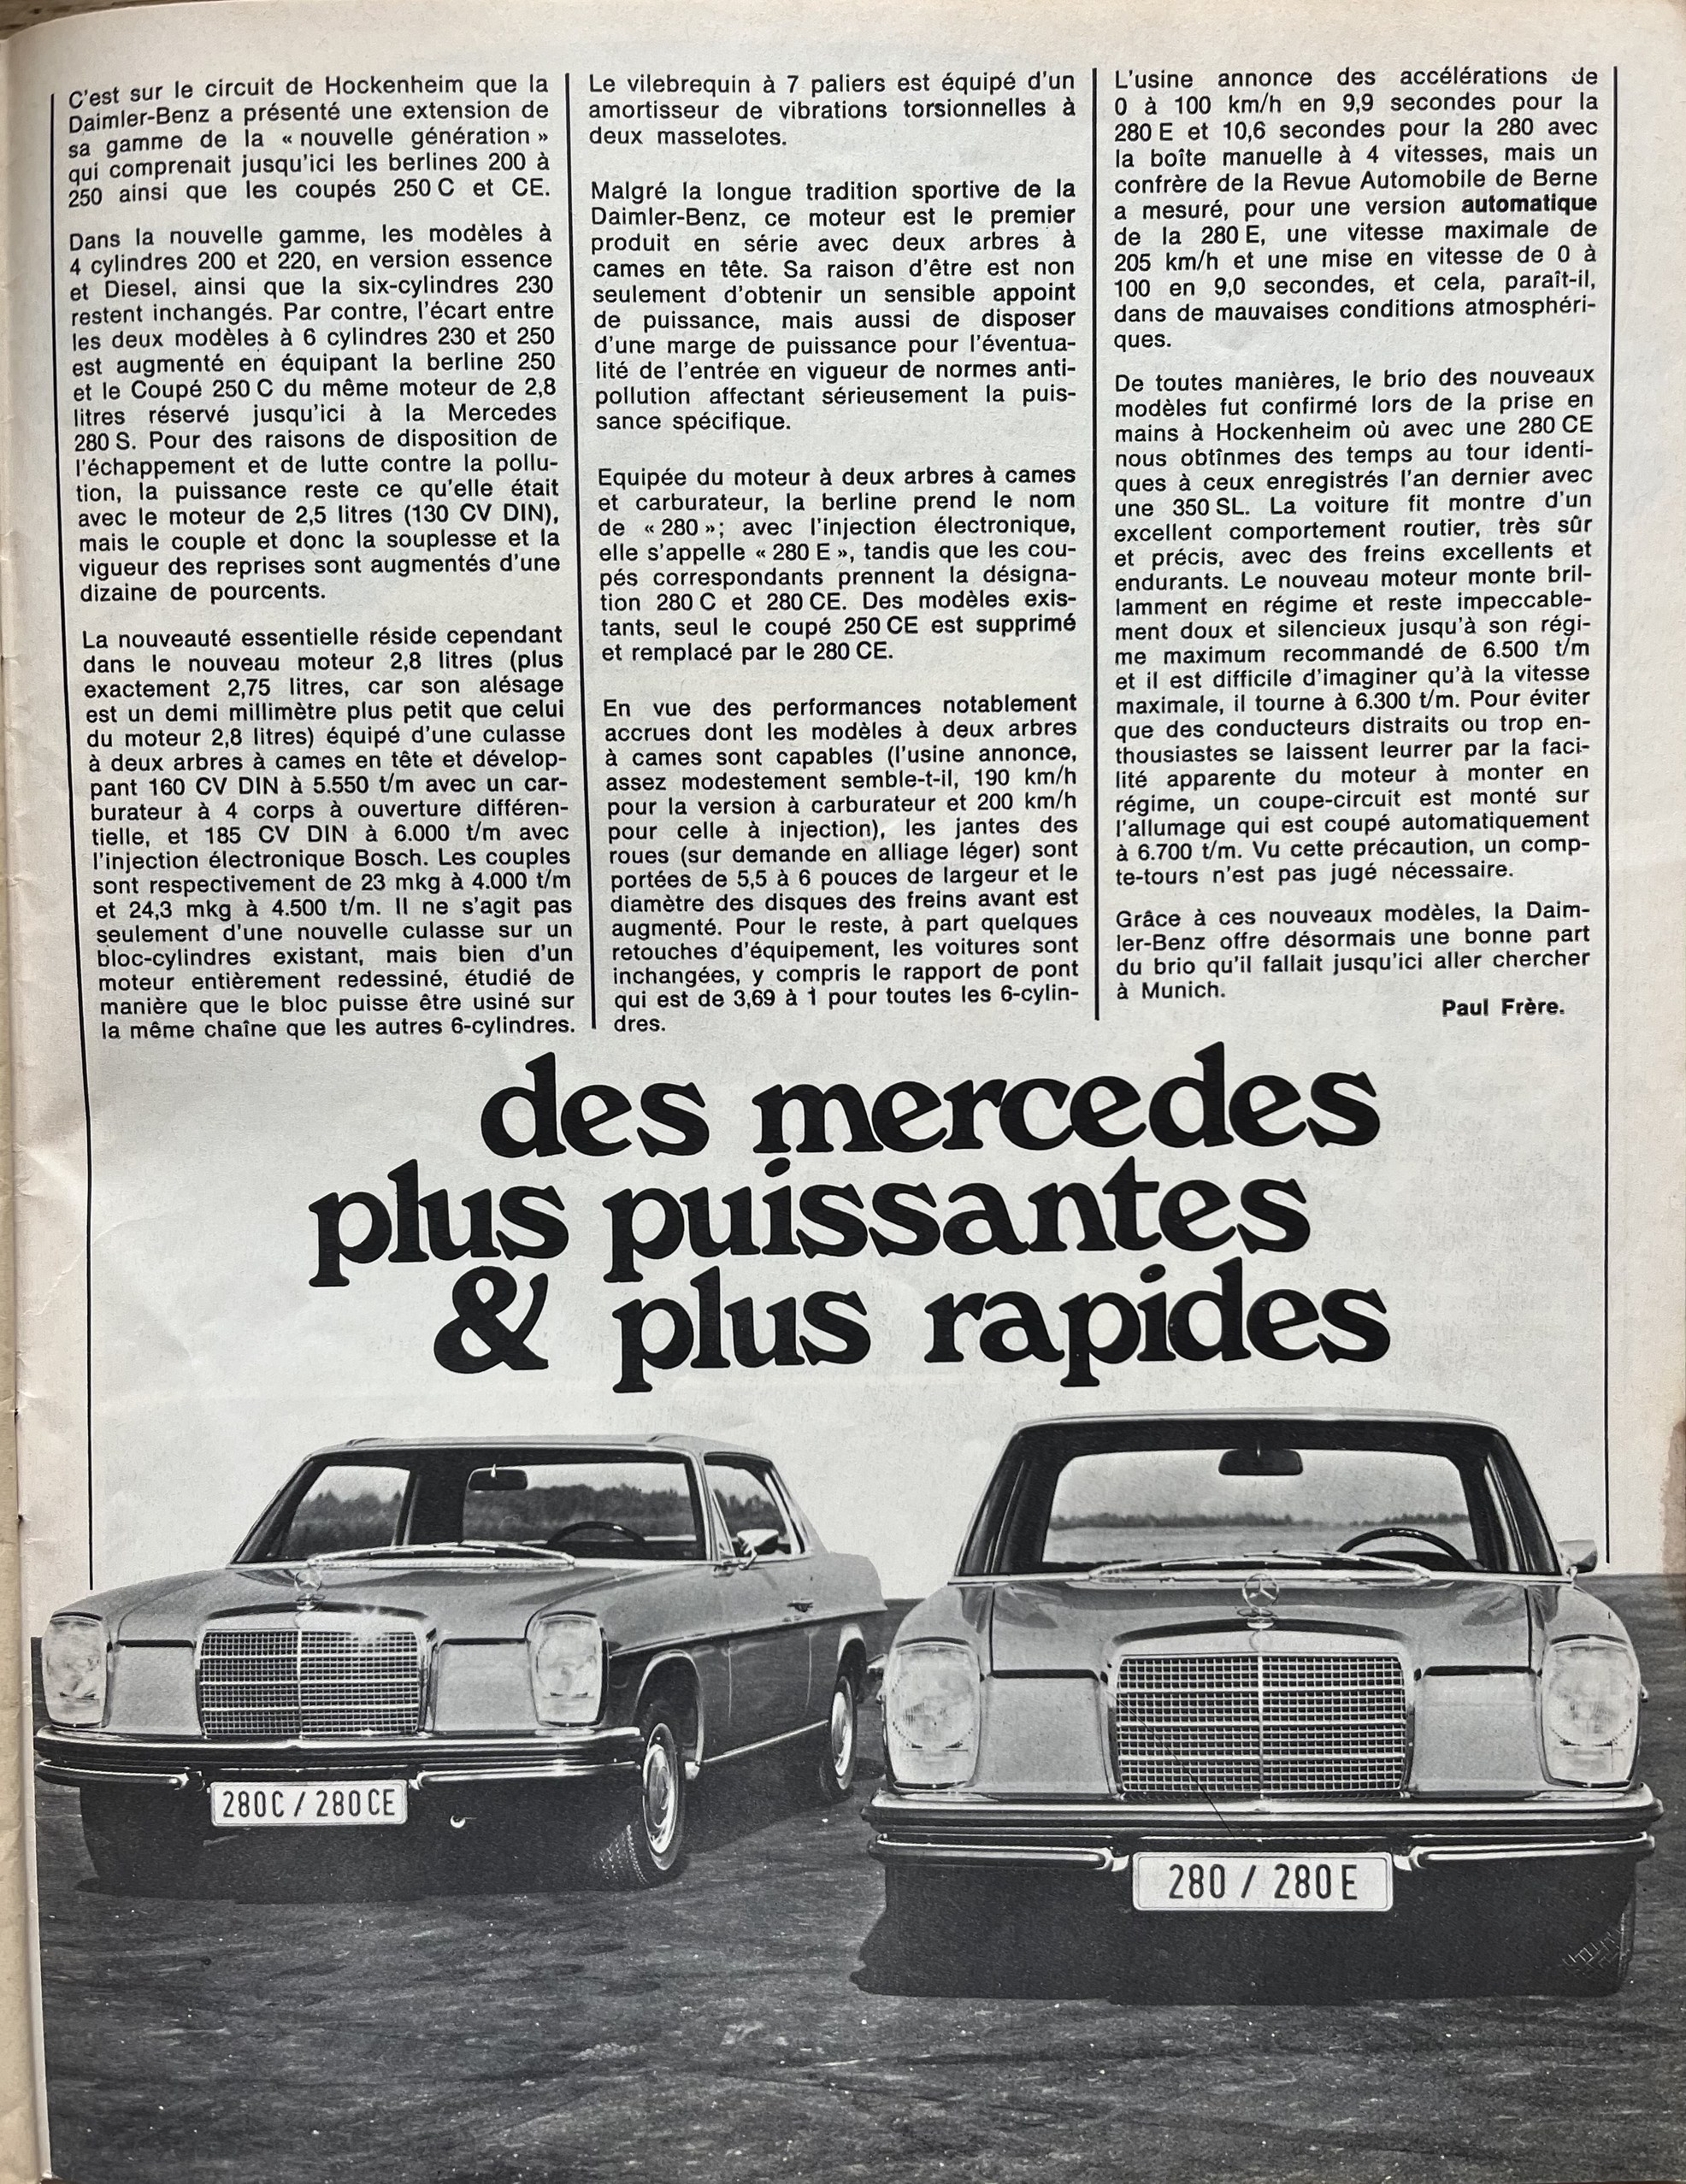 C'est sur le circuit de Hockenheim que la
Daimler-Benz a présenté une extension de
sa gamme de la « nouvelle génération »
qui comprenait jusqu'ici les berlines 200 à
250 ainsi que les coupés 250 C et CE.
Dans la nouvelle gamme, les modèles à
4 cylindres 200 et 220, en version essence
et Diesel, ainsi que la six-cylindres 230
restent inchangés. Par contre, l'écart entre
les deux modèles à 6 cylindres 230 et 250
est augmenté en équipant la berline 250
et le Coupé 250 C du même moteur de 2,8
litres réservé jusqu'ici à la Mercedes
280 S. Pour des raisons de disposition de
l'échappement et de lutte contre la pollu-
tion, la puissance reste ce qu'elle était
avec le moteur de 2,5 litres (130 CV DIN),
mais le couple et donc la souplesse et la
vigueur des reprises sont augmentés d'une
dizaine de pourcents.
La nouveauté essentielle réside cependant
dans le nouveau moteur 2,8 litres (plus
exactement 2,75 litres, car son alésage
est un demi millimètre plus petit que celui
du moteur 2,8 litres) équipé d'une culasse
à deux arbres à cames en tête et dévelop-
pant 160 CV DIN à 5.550 t/m avec un car-
burateur à 4 corps à ouverture différen-
tielle, et 185 CV DIN à 6.000 t/m avec
l'injection électronique Bosch. Les couples
sont respectivement de 23 mkg à 4.000 t/m
et 24,3 mkg à 4.500 t/m. Il ne s'agit pas
seulement d'une nouvelle culasse sur un
bloc-cylindres existant, mais bien d'un
moteur entièrement redessiné, étudié de
manière que le bloc puisse être usiné sur
la même chaîne que les autres 6-cylindres.
Le vilebrequin à 7 paliers est équipé d'un
amortisseur de vibrations torsionnelles à
deux masselotes.
Malgré la longue tradition sportive de la
Daimler-Benz, ce moteur est le premier
produit en série avec deux arbres à
cames en tête. Sa raison d'être est non
seulement d'obtenir un sensible appoint
de puissance, mais aussi de disposer
d'une marge de puissance pour l'éventua-
lité de l'entrée en vigueur de normes anti-
pollution affectant sérieusement la puis-
sance spécifique.
Equipée du moteur à deux arbres à cames
et carburateur, la berline prend le nom
de « 280 »; avec l'injection électronique,
elle s'appelle « 280 E », tandis que les cou-
pés correspondants prennent la désigna-
tion 280 C et 280 CE. Des modèles exis-
tants, seul le coupé 250 CE est supprimé
et remplacé par le 280 CE.
En vue des performances notablement
accrues dont les modèles à deux arbres
à cames sont capables (l'usine annonce,
assez modestement semble-t-il, 190 km/h
pour la version à carburateur et 200 km/h
pour celle à injection), les jantes des
roues (sur demande en alliage léger) sont
portées de 5,5 à 6 pouces de largeur et le
diamètre des disques des freins avant est
augmenté. Pour le reste, à part quelques
retouches d'équipement, les voitures sont
inchangées, y compris le rapport de pont
qui est de 3,69 à 1 pour toutes les 6-cylin-
dres.
L'usine annonce des accélérations de
0 à 100 km/h en 9,9 secondes pour la
280 E et 10,6 secondes pour la 280 avec
la boîte manuelle à 4 vitesses, mais un
confrère de la Revue Automobile de Berne
a mesuré, pour une version automatique
de la 280 E, une vitesse maximale de
205 km/h et une mise en vitesse de 0 à
100 en 9,0 secondes, et cela, paraît-il,
dans de mauvaises conditions atmosphéri-
ques.
De toutes manières, le brio des nouveaux
modèles fut confirmé lors de la prise en
mains à Hockenheim où avec une 280 CE
nous obtînmes des temps au tour identi-
ques à ceux enregistrés l'an dernier avec
une 350 SL. La voiture fit montre d'un
excellent comportement routier, très sûr
et précis, avec des freins excellents et
endurants. Le nouveau moteur monte bril-
lamment en régime et reste impeccable-
ment doux et silencieux jusqu'à son régi-
me maximum recommandé de 6.500 t/m
et il est difficile d'imaginer qu'à la vitesse
maximale, il tourne à 6.300 t/m. Pour éviter
que des conducteurs distraits ou trop en-
thousiastes se laissent leurrer par la faci-
lité apparente du moteur à monter en
régime, un coupe-circuit est monté sur
l'allumage qui est coupé automatiquement
à 6.700 t/m. Vu cette précaution, un comp-
te-tours n'est pas jugé nécessaire.
Grâce à ces nouveaux modèles, la Daim-
ler-Benz offre désormais une bonne part
du brio qu'il fallait jusqu'ici aller chercher
à Munich.
Paul Frère.
des mercedes
plus puissantes
& plus rapides
280C / 280CE
280 / 280E